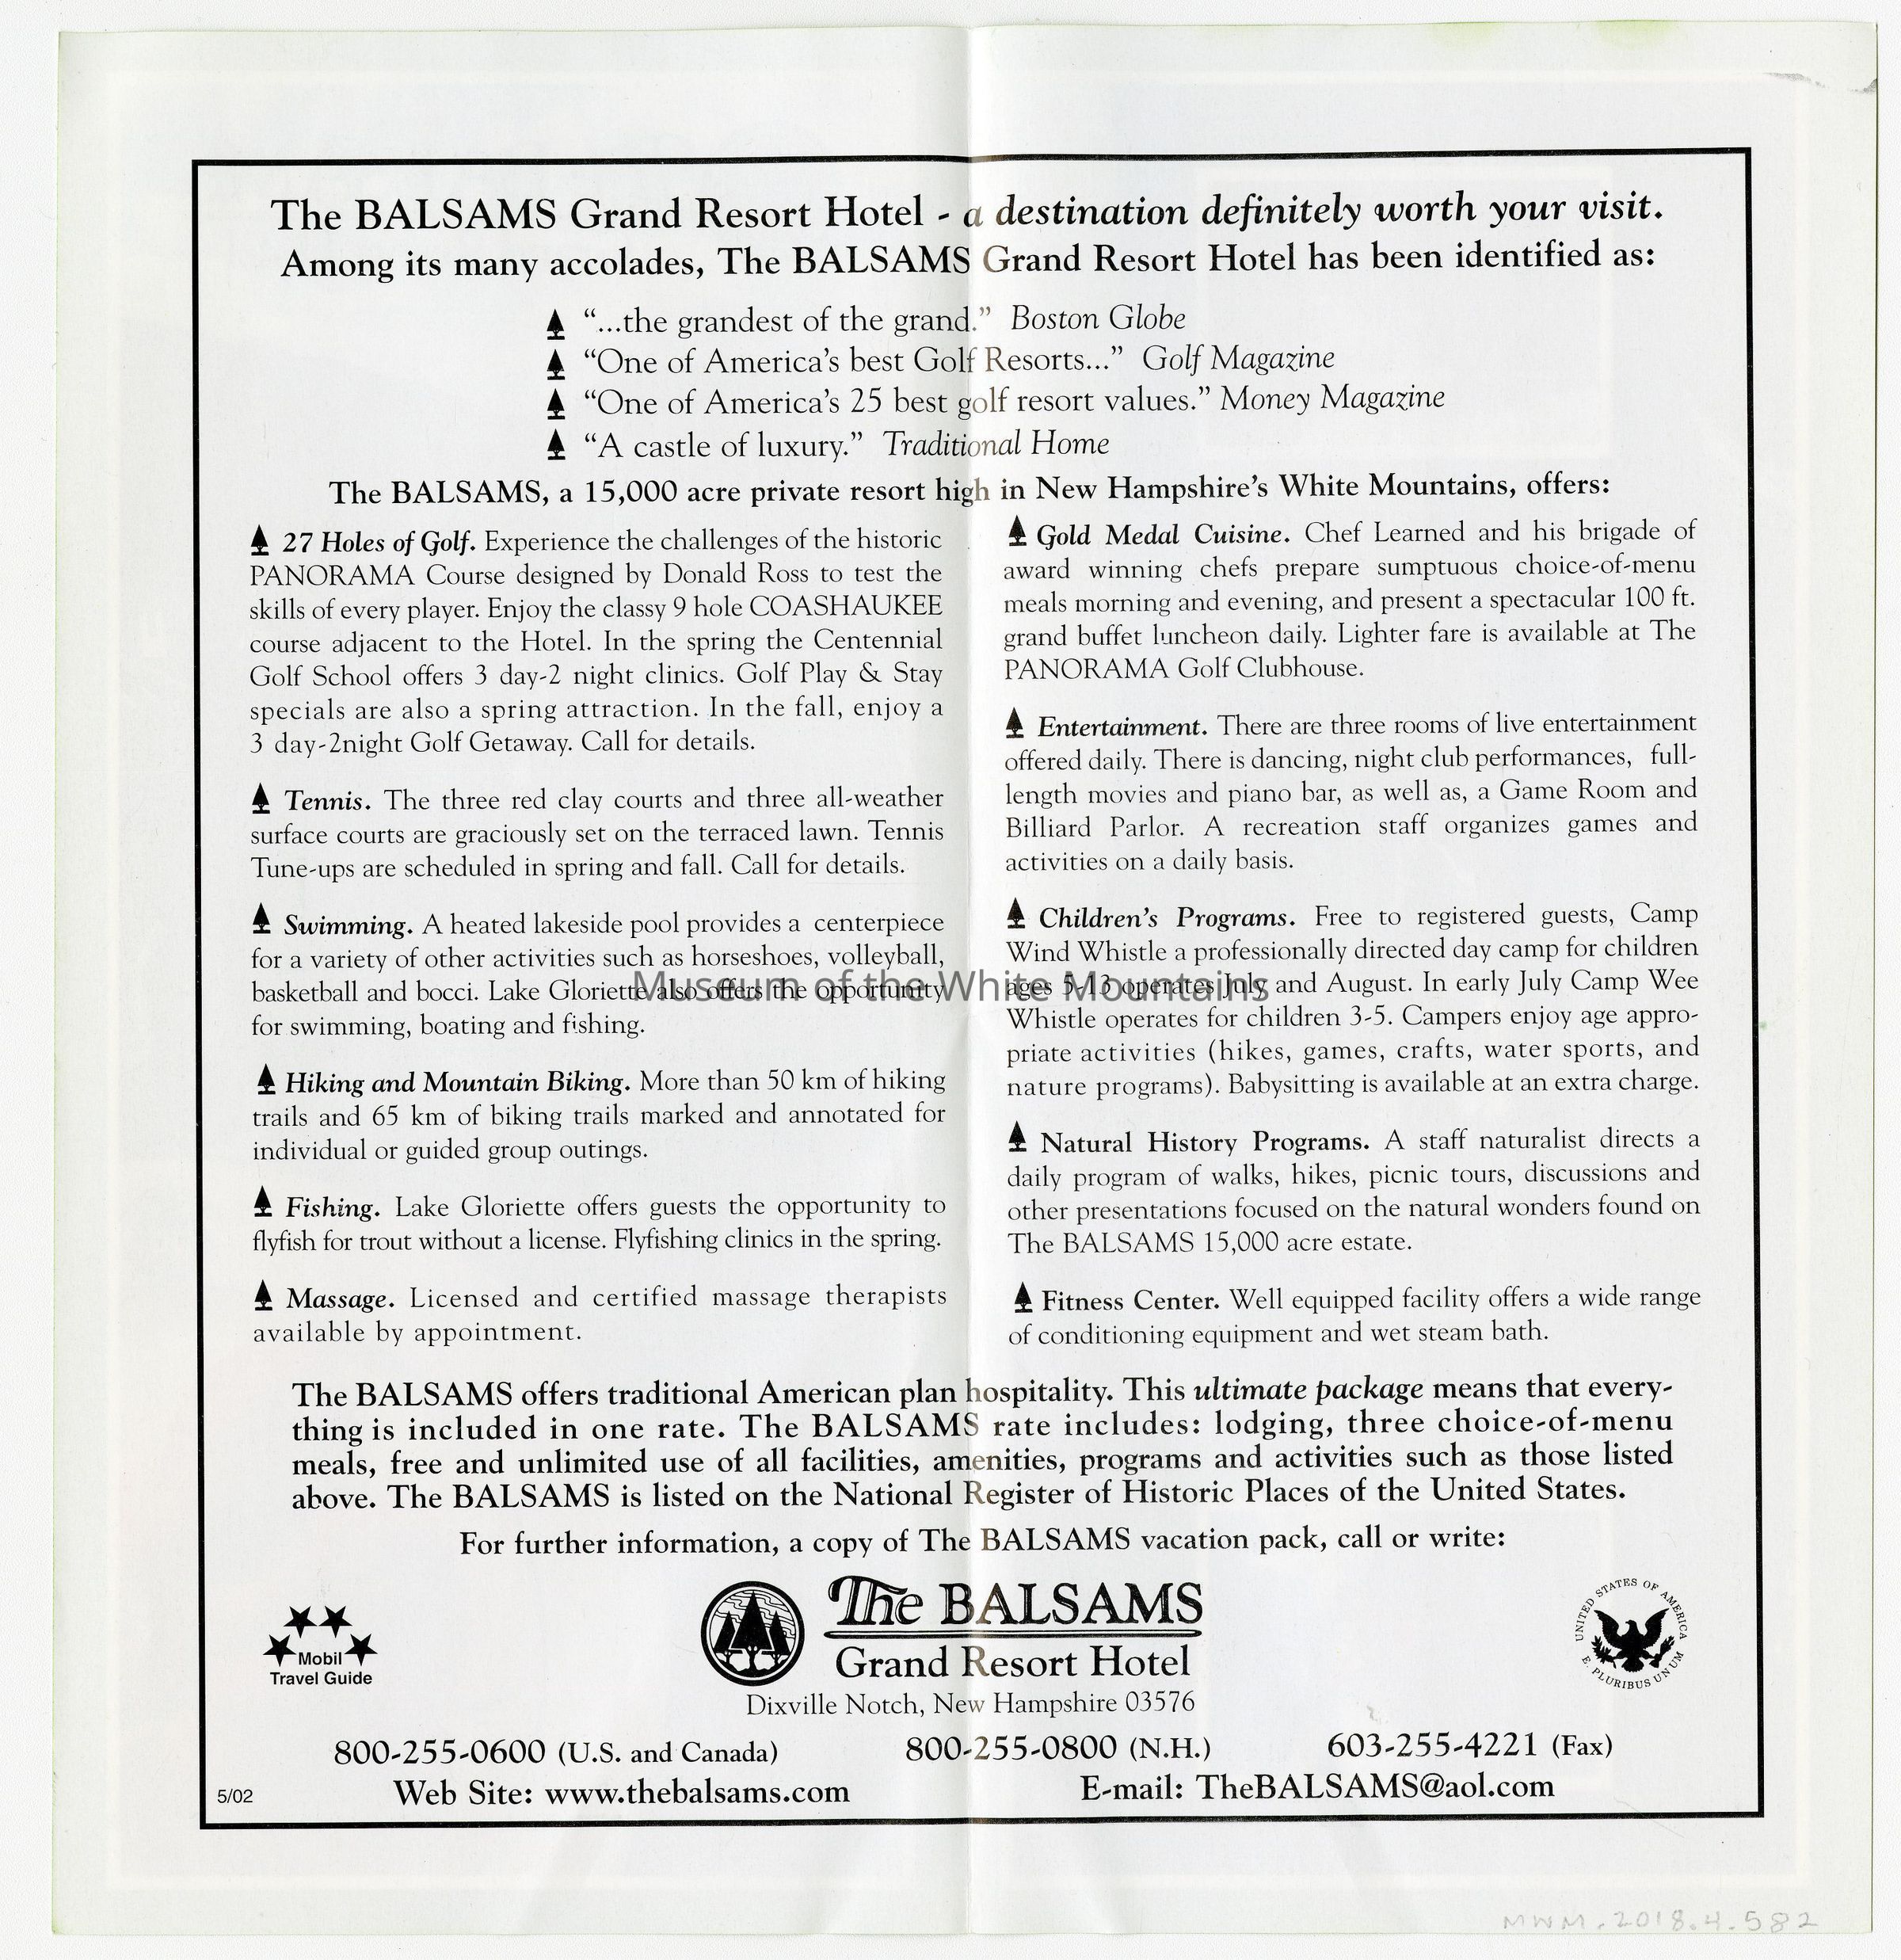 The BALSAMS Grand Resort Hotel - a destination definitely worth your visit.
Among its many accolades, The BALSAMS Grand Resort Hotel has been identified as:
“...the grandest of the grand.” Boston Globe
“One of America’s best Golf Resorts...” Golf Magazine
“One of America’s 25 best golf resort values.” Money Magazine
“A castle of luxury.” Traditional Home
The BALSAMS, a 15,000 acre private resort high in New Hampshire’s White Mountains, offers:
27 Holes of Golf. Experience the challenges of the historic
PANORAMA Course designed by Donald Ross to test the
skills of every player. Enjoy the classy 9 hole COASHAUKEE
course adjacent to the Hotel. In the spring the Centennial
Golf School offers 3 day-2 night clinics. Golf Play & Stay
specials are also a spring attraction. In the fall, enjoy a
3 day-2night Golf Getaway. Call for details.
Tennis. The three red clay courts and three all-weather
surface courts are graciously set on the terraced lawn. Tennis
Tune-ups are scheduled in spring and fall. Call for details.
Swimming. A heated lakeside pool provides a centerpiece
for a variety of other activities such as horseshoes, volleyball,
basketball and bocci. Lake Gloriette also offers the opportunity
for swimming, boating and fishing.
Hiking and Mountain Biking. More than 50 km of hiking
trails and 65 km of biking trails marked and annotated for
individual or guided group outings.
Fishing. Lake Gloriette offers guests the opportunity to
flyfish for trout without a license. Flyfishing clinics in the spring.
Massage. Licensed and certified massage therapists
available by appointment.
Gold Medal Cuisine. Chef Learned and his brigade of
award winning chefs prepare sumptuous choice-of-menu
meals morning and evening, and present a spectacular 100 ft.
grand buffet luncheon daily. Lighter fare is available at The
PANORAMA Golf Clubhouse.
Entertainment. There are three rooms of live entertainment
offered daily. There is dancing, night club performances, full-
length movies and piano bar, as well as, a Game Room and
Billiard Parlor. A recreation staff organizes games and
activities on a daily basis.
Children’s Programs. Free to registered guests, Camp
Wind Whistle a professionally directed day camp for children
ages 5-13 operates July and August. In early July Camp Wee
Whistle operates for children 3-5. Campers enjoy age appro-
priate activities (hikes, games, crafts, water sports, and
nature programs). Babysitting is available at an extra charge.
Natural History Programs. A staff naturalist directs a
daily program of walks, hikes, picnic tours, discussions and
other presentations focused on the natural wonders found on
The BALSAMS 15,000 acre estate.
Fitness Center. Well equipped facility offers a wide range
of conditioning equipment and wet steam bath.
Museum of the White Mountains
The BALSAMS offers traditional American plan hospitality. This ultimate package means that every-
thing is included in one rate. The BALSAMS rate includes: lodging, three choice-of-menu
meals, free and unlimited use of all facilities, amenities, programs and activities such as those listed
above. The BALSAMS is listed on the National Register of Historic Places of the United States.
For further information, a copy of The BALSAMS vacation pack, call or write:
Mobil
Travel Guide
The BALSAMS
Grand Resort Hotel
Dixville Notch, New Hampshire 03576
UNITED STATES OF AMERICA
E. PLURIBUS UNUM
800-255-0600 (U.S. and Canada) 800-255-0800 (N.H.) 603-255-4221 (Fax)
5/02 Web Site: www.thebalsams.com E-mail: TheBALSAMS@aol.com
MWM.2018.4.582